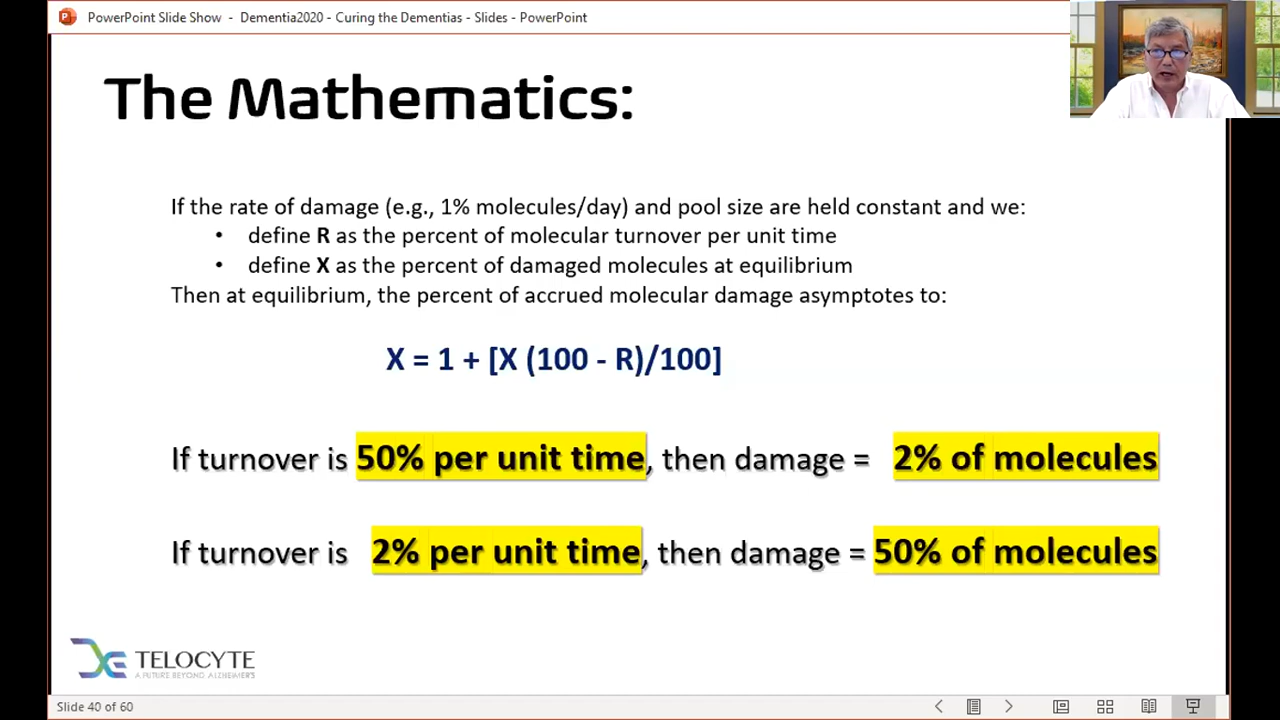 PowerPoint Slide Show - Dementia2020 - Curing the Dementias - Slides - PowerPoint
The Mathematics:
If the rate of damage (e.g., 1% molecules/day) and pool size are held constant and we:
• define R as the percent of molecular turnover per unit time
• define X as the percent of damaged molecules at equilibrium
Then at equilibrium, the percent of accrued molecular damage asymptotes to:
X = 1 + [X (100 - R)/100]
If turnover is 50% per unit time, then damage = 2% of molecules
If turnover is 2% per unit time, then damage = 50% of molecules
TELOCYTE
A FUTURE BEYOND ALZHEIMER'S
Slide 40 of 60